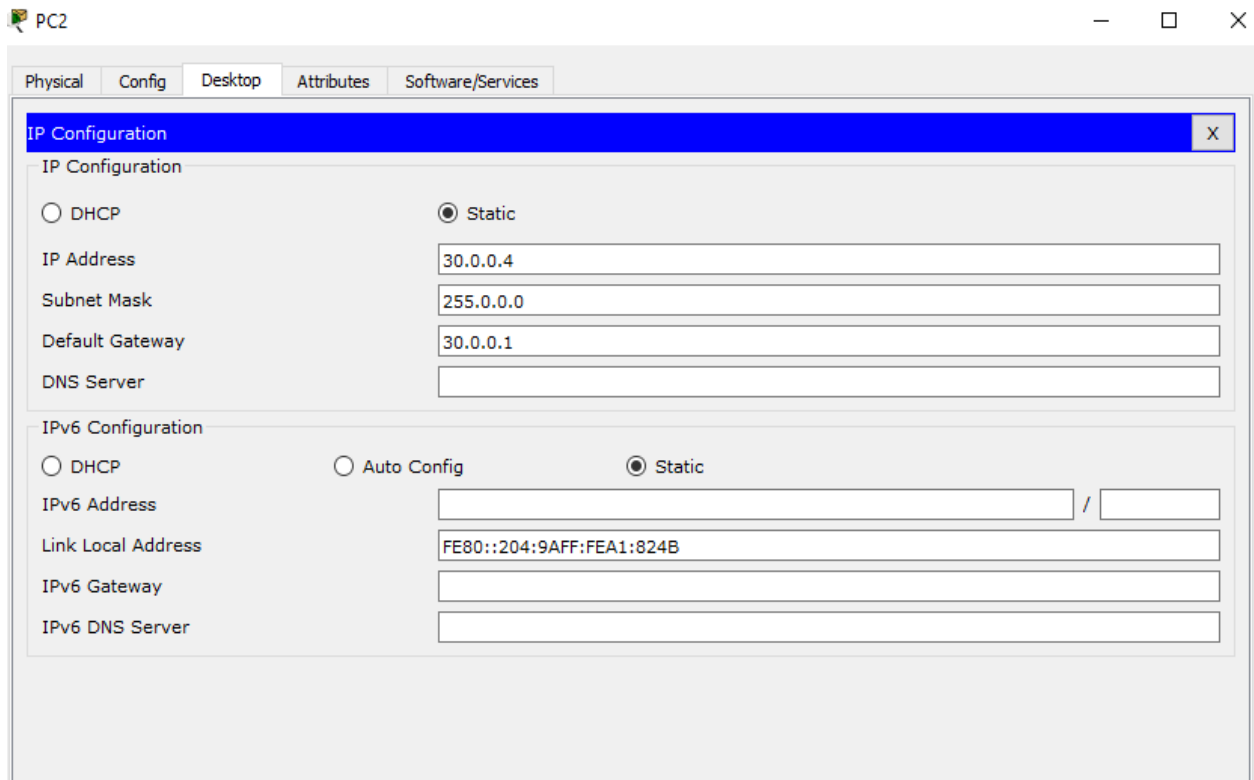 PC2
Physical Config Desktop Attributes Software/Services
IP Configuration X
IP Configuration
DHCP Static
IP Address 30.0.0.4
Subnet Mask 255.0.0.0
Default Gateway 30.0.0.1
DNS Server
IPv6 Configuration
DHCP Auto Config Static
IPv6 Address /
Link Local Address FE80::204:9AFF:FEA1:824B
IPv6 Gateway
IPv6 DNS Server